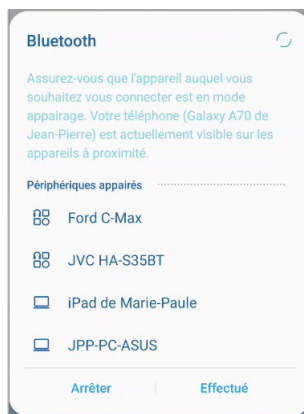 Bluetooth
Assurez-vous que l'appareil auquel vous
souhaitez vous connecter est en mode
appairage. Votre téléphone (Galaxy A70 de
Jean-Pierre) est actuellement visible sur les
appareils à proximité.
Périphériques appairés
Ford C-Max
JVC HA-S35BT
iPad de Marie-Paule
JPP-PC-ASUS
Arrêter Effectué